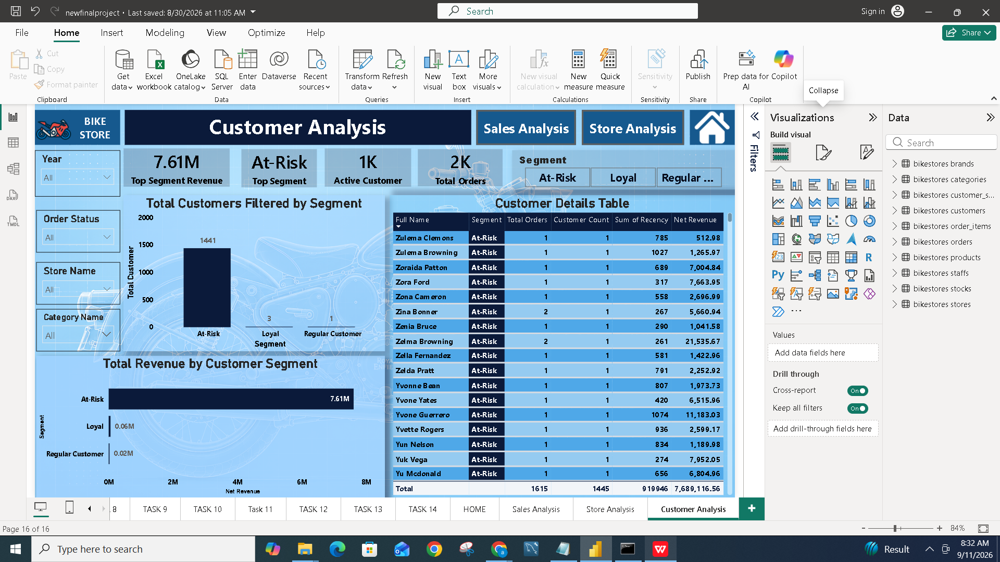 newfinalproject • Last saved: 8/30/2026 at 11:05 AM
Search
Sign in
File
Home
Insert
Modeling
View
Optimize
Help
Share
Paste
Cut
Copy
Format painter
Clipboard
Get data
Excel workbook
OneLake catalog
SQL Server
Enter data
Dataverse
Recent sources
Data
Transform data
Refresh
Queries
New visual
Text box
More visuals
Insert
New visual calculation
New measure
Quick measure
Calculations
Sensitivity
Sensitivity
Publish
Share
Prep data for AI
Copilot
Copilot
Collapse
BIKE
STORE
Customer Analysis
Sales Analysis
Store Analysis
Year
All
Order Status
All
Store Name
All
Category Name
All
7.61M
Top Segment Revenue
At-Risk
Top Segment
1K
Active Customer
2K
Total Orders
Segment
At-Risk
Loyal
Regular ...
Total Customers Filtered by Segment
Total Customer
2000
1500
1000
500
0
1441
3
1
At-Risk
Loyal
Regular Customer
Segment
Total Revenue by Customer Segment
Segment
At-Risk
7.61M
Loyal
0.06M
Regular Customer
0.02M
0M 2M 4M 6M 8M
Net Revenue
Customer Details Table
Full Name Segment Total Orders Customer Count Sum of Recency Net Revenue
Zulema Clemons At-Risk 1 1 785 512.98
Zulema Browning At-Risk 1 1 1027 1,265.97
Zoraida Patton At-Risk 1 1 689 7,004.84
Zora Ford At-Risk 1 1 317 7,663.95
Zona Cameron At-Risk 1 1 558 2,696.99
Zina Bonner At-Risk 2 1 267 5,660.94
Zenia Bruce At-Risk 1 1 290 1,041.58
Zelma Browning At-Risk 2 1 261 21,535.67
Zella Fernandez At-Risk 1 1 581 1,422.96
Zelda Pratt At-Risk 1 1 791 2,252.92
Yvonne Bean At-Risk 1 1 807 1,973.73
Yvone Yates At-Risk 1 1 420 6,515.96
Yvone Guerrero At-Risk 1 1 1074 11,183.03
Yvette Rogers At-Risk 1 1 936 2,599.17
Yun Nelson At-Risk 1 1 834 1,189.98
Yuk Vega At-Risk 1 1 274 7,952.05
Yu Mcdonald At-Risk 1 1 656 6,804.96
Total 1615 1445 919946 7,689,116.56
Filters
Visualizations
Build visual
123
R
Py
Values
Add data fields here
Drill through
Cross-report
On
Keep all filters
On
Add drill-through fields here
Data
Search
bikestores brands
bikestores categories
bikestores customer_s...
bikestores customers
bikestores order_items
bikestores orders
bikestores products
bikestores staffs
bikestores stocks
bikestores stores
DAX
TMDL
8
TASK 9
TASK 10
Task 11
TASK 12
TASK 13
TASK 14
HOME
Sales Analysis
Store Analysis
Customer Analysis
Page 16 of 16
84%
Type here to search
Result
8:32 AM
9/11/2026